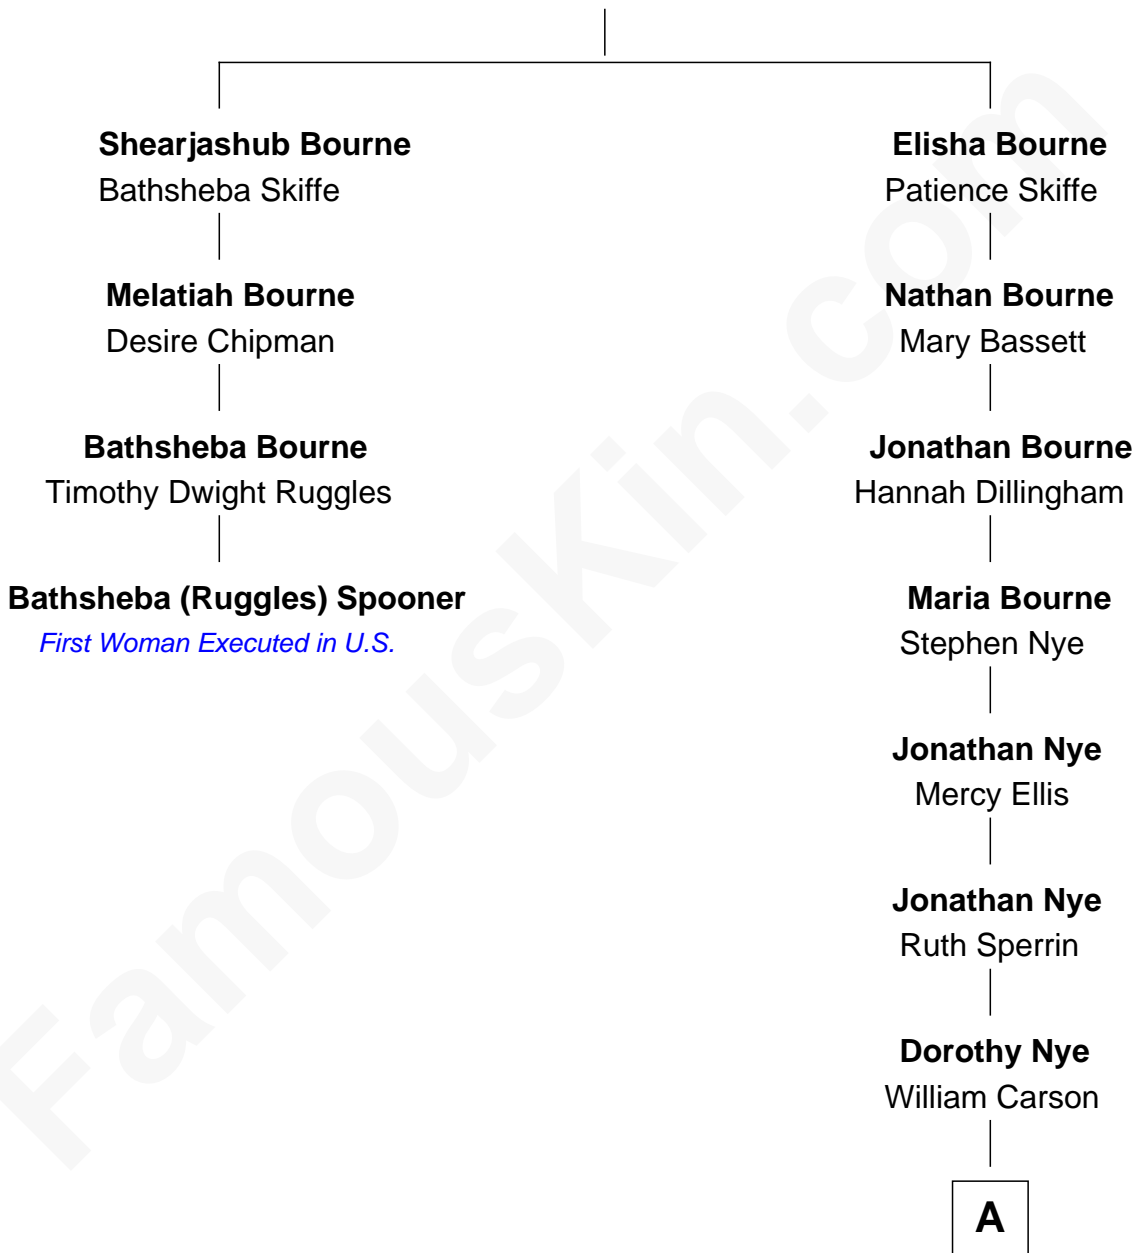 Shearjashub Bourne
Bathsheba Skiffe
Melatiah Bourne
Desire Chipman
Bathsheba Bourne
Timothy Dwight Ruggles
Bathsheba (Ruggles) Spooner
First Woman Executed in U.S.
Elisha Bourne
Patience Skiffe
Nathan Bourne
Mary Bassett
Jonathan Bourne
Hannah Dillingham
Maria Bourne
Stephen Nye
Jonathan Nye
Mercy Ellis
Jonathan Nye
Ruth Sperrin
Dorothy Nye
William Carson
A
FamousKin.com